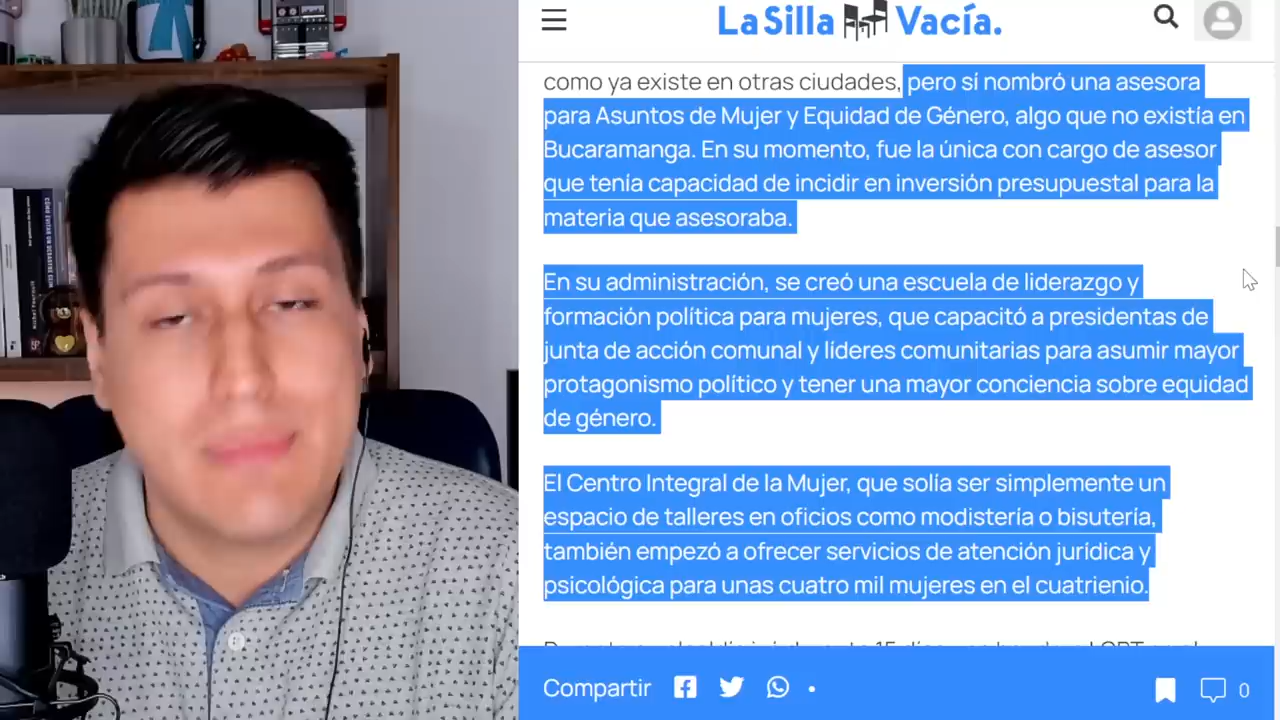 La Silla Vacía.
como ya existe en otras ciudades, pero sí nombró una asesora
para Asuntos de Mujer y Equidad de Género, algo que no existía en
Bucaramanga. En su momento, fue la única con cargo de asesor
que tenía capacidad de incidir en inversión presupuestal para la
materia que asesoraba.
En su administración, se creó una escuela de liderazgo y
formación política para mujeres, que capacitó a presidentas de
junta de acción comunal y líderes comunitarias para asumir mayor
protagonismo político y tener una mayor conciencia sobre equidad
de género.
El Centro Integral de la Mujer, que solía ser simplemente un
espacio de talleres en oficios como modistería o bisutería,
también empezó a ofrecer servicios de atención jurídica y
psicológica para unas cuatro mil mujeres en el cuatrienio.
Compartir
0